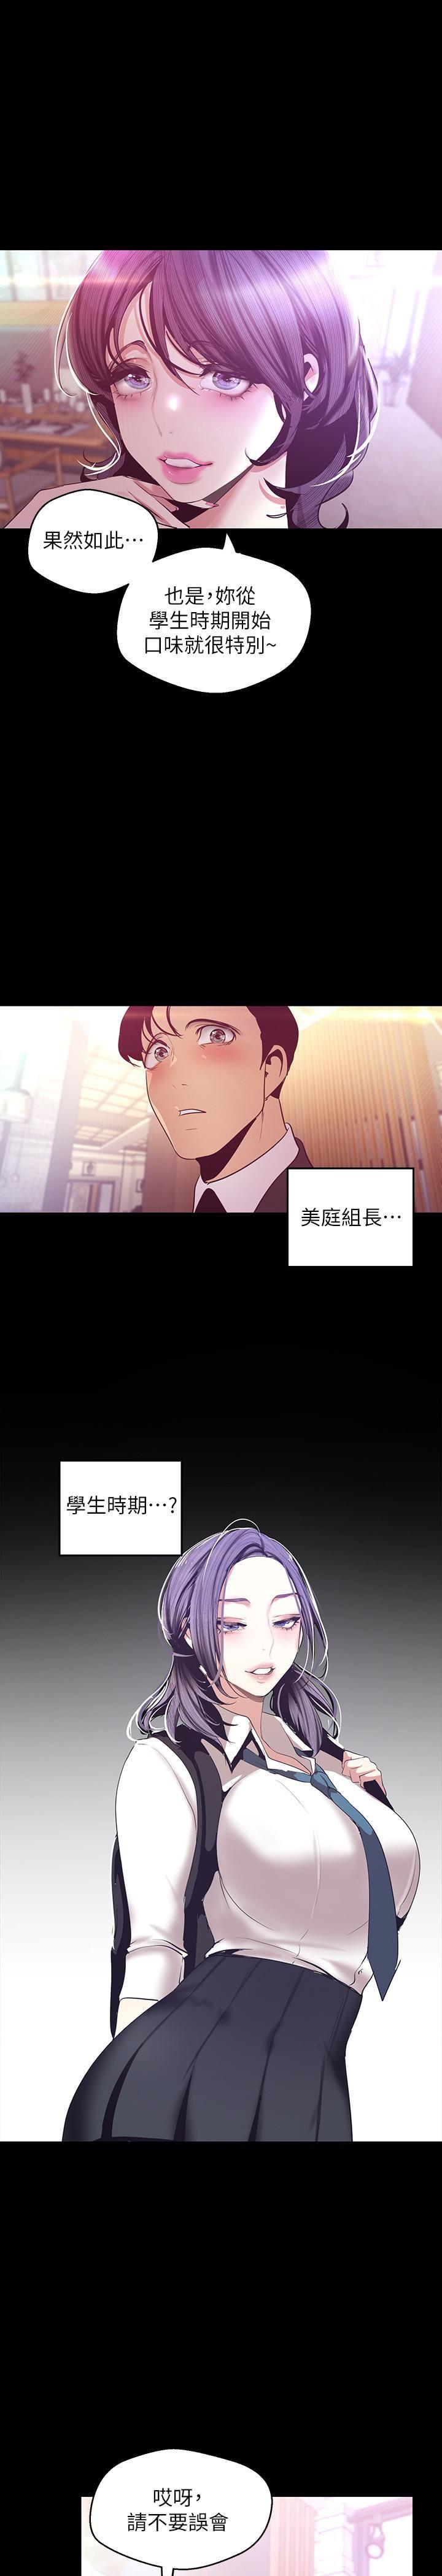 果然如此⋯
也是,妳從
學生時期開始
口味就很特別~
美庭組長⋯
學生時期⋯?
哎呀,
請不要誤會